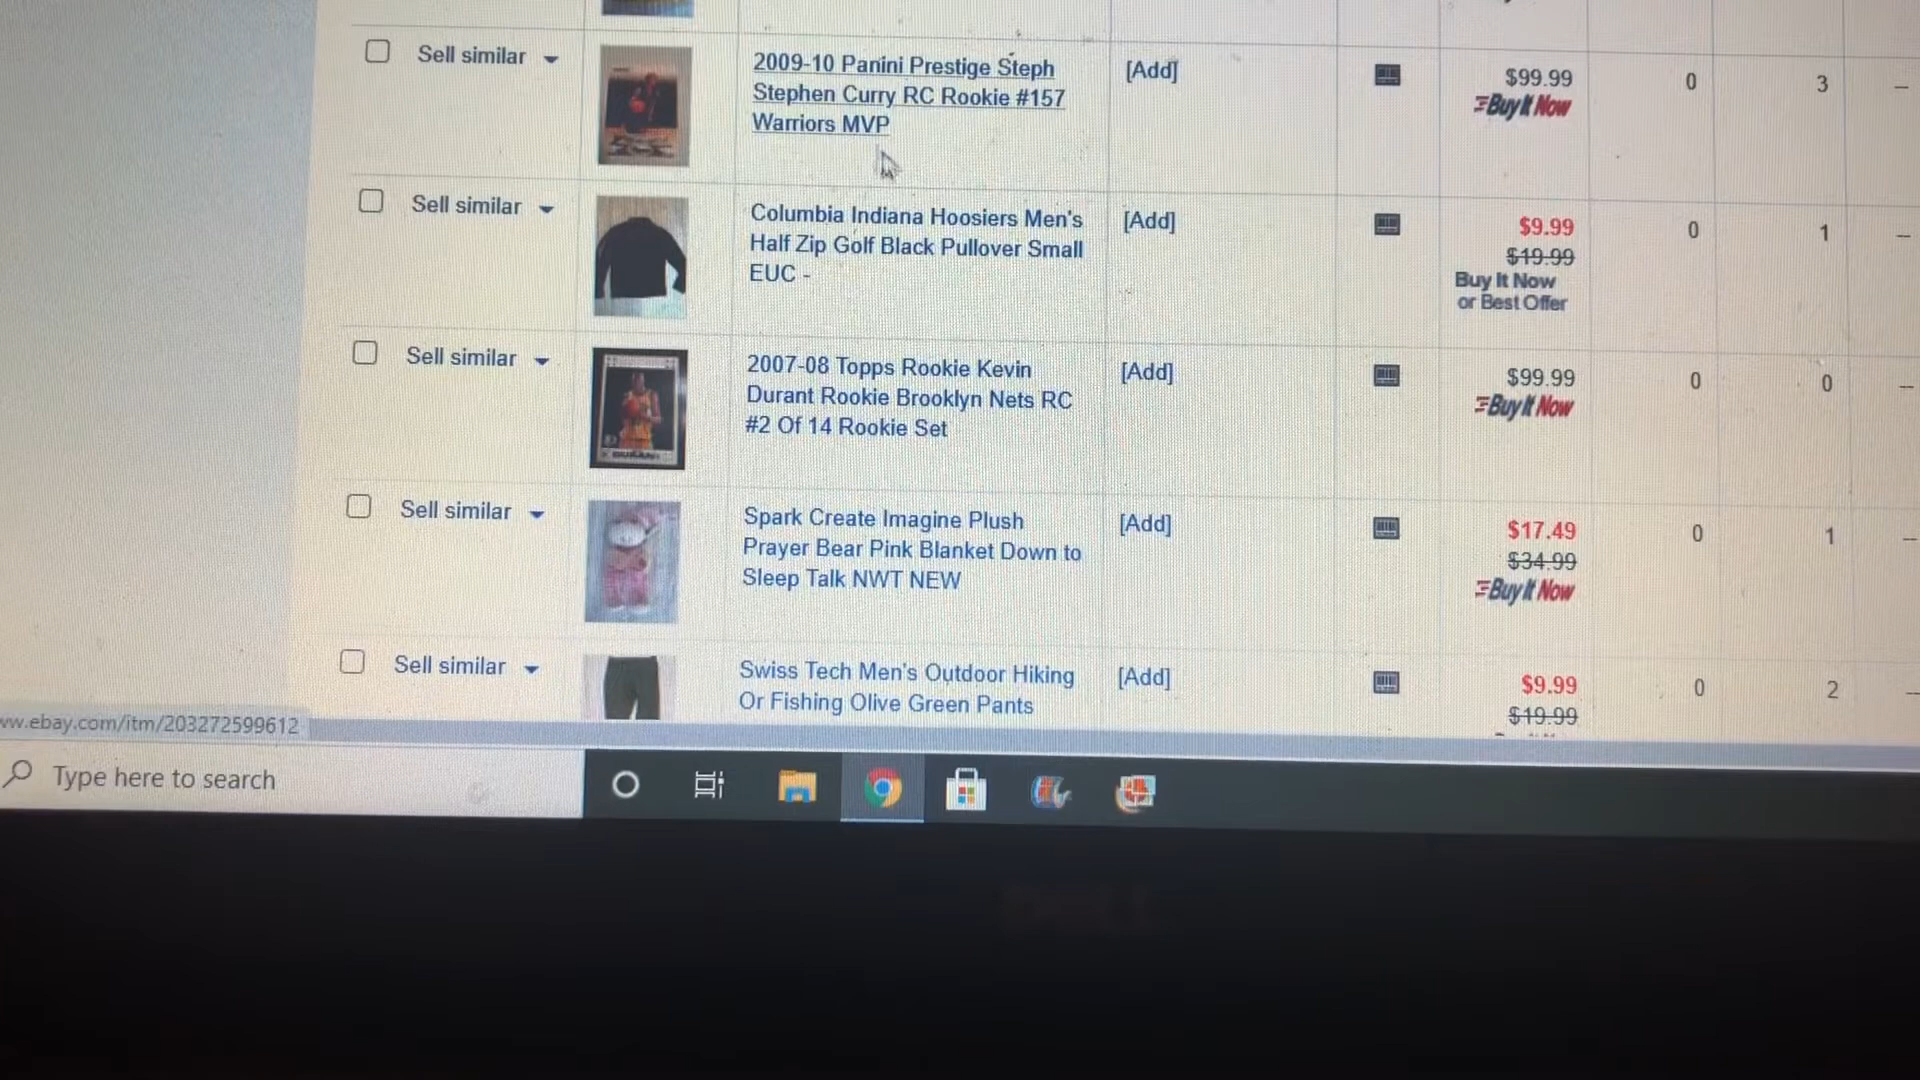 Sell similar
2009-10 Panini Prestige Steph
Stephen Curry RC Rookie #157
Warriors MVP
[Add]
$99.99
Buy It Now
0
3
--
Sell similar
Columbia Indiana Hoosiers Men's
Half Zip Golf Black Pullover Small
EUC -
[Add]
$9.99
$19.99
Buy It Now
or Best Offer
0
1
--
Sell similar
2007-08 Topps Rookie Kevin
Durant Rookie Brooklyn Nets RC
#2 Of 14 Rookie Set
[Add]
$99.99
Buy It Now
0
0
--
Sell similar
Spark Create Imagine Plush
Prayer Bear Pink Blanket Down to
Sleep Talk NWT NEW
[Add]
$17.49
$34.99
Buy It Now
0
1
--
Sell similar
Swiss Tech Men's Outdoor Hiking
Or Fishing Olive Green Pants
[Add]
$9.99
$19.99
0
2
--
ww.ebay.com/itm/203272599612
Type here to search